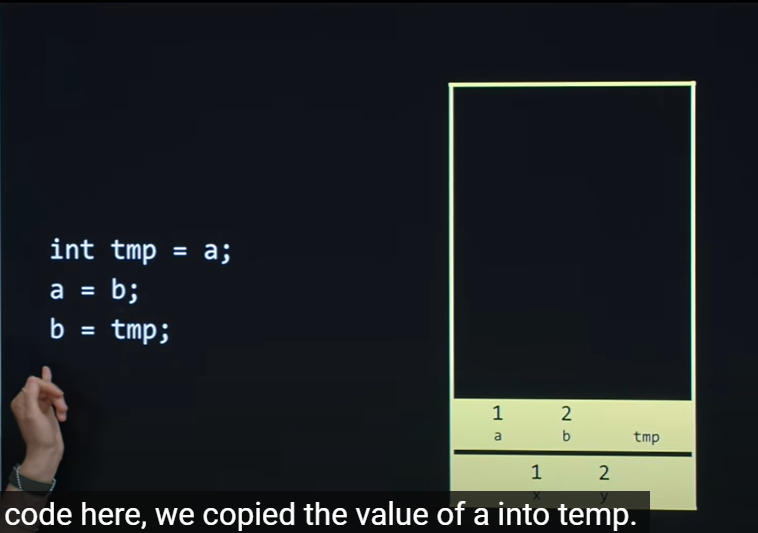 int tmp = a;
a = b;
b = tmp;
1 2
a b tmp
1 2
x y
code here, we copied the value of a into temp.